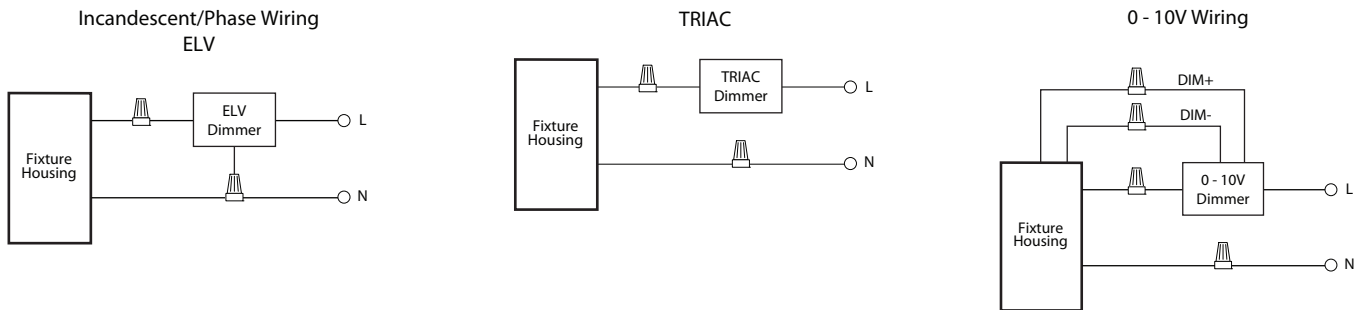 Incandescent/Phase Wiring
ELV
Fixture
Housing
ELV
Dimmer
L
N
TRIAC
Fixture
Housing
TRIAC
Dimmer
L
N
0 - 10V Wiring
DIM+
DIM-
Fixture
Housing
0 - 10V
Dimmer
L
N